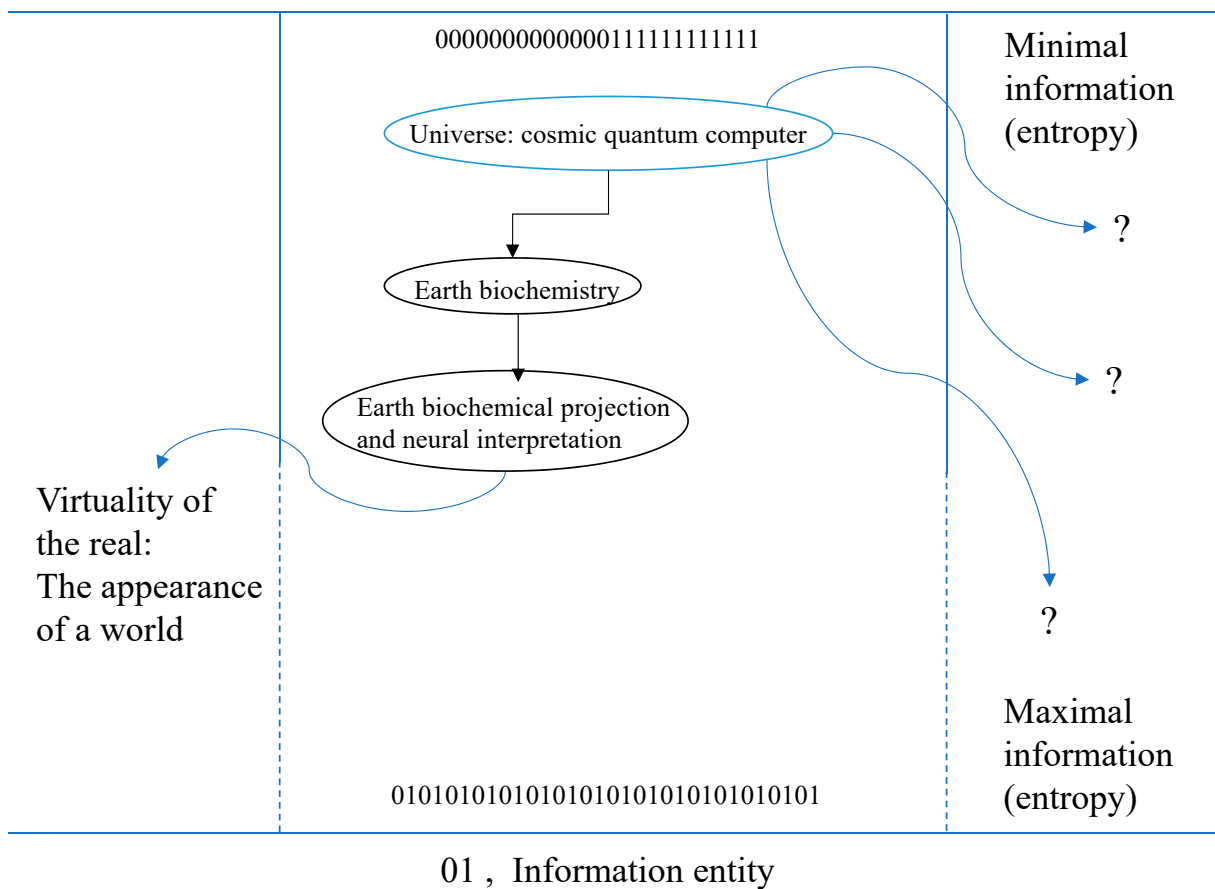 00000000000000111111111111
Minimal
information
(entropy)
Universe: cosmic quantum computer
?
Earth biochemistry
?
Earth biochemical projection
and neural interpretation
Virtuality of
the real:
The appearance
of a world
?
Maximal
information
(entropy)
01010101010101010101010101010101
01 , Information entity